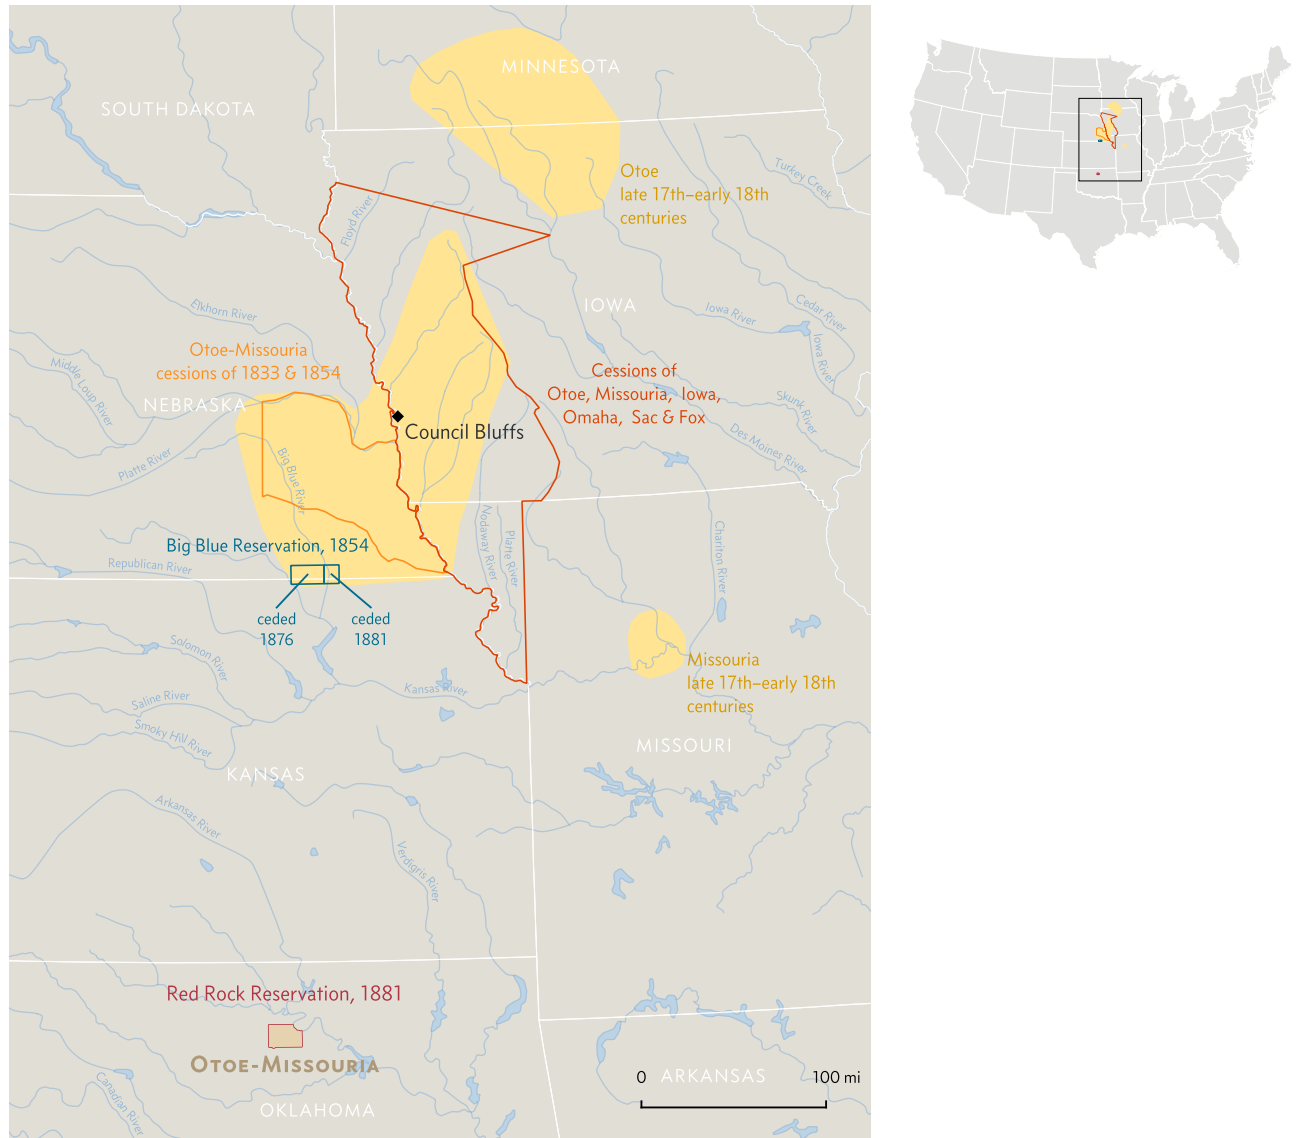 MINNESOTA
SOUTH DAKOTA
Otoe
late 17th–early 18th
centuries
Turkey Creek
Floyd River
IOWA
Elkhorn River
Iowa River
Cedar River
Iowa River
Otoe-Missouria
cessions of 1833 & 1854
Middle Loup River
NEBRASKA
Cessions of
Otoe, Missouria, Iowa,
Omaha, Sac & Fox
Skunk River
Council Bluffs
Des Moines River
Platte River
Big Blue River
Nodaway River
Platte River
Chariton River
Big Blue Reservation, 1854
Republican River
ceded
1876
ceded
1881
Solomon River
Missouria
late 17th–early 18th
centuries
Saline River
Kansas River
Smoky Hill River
MISSOURI
KANSAS
Arkansas River
Verdigris River
Red Rock Reservation, 1881
OTOE-MISSOURIA
Canadian River
OKLAHOMA
ARKANSAS
0 100 mi